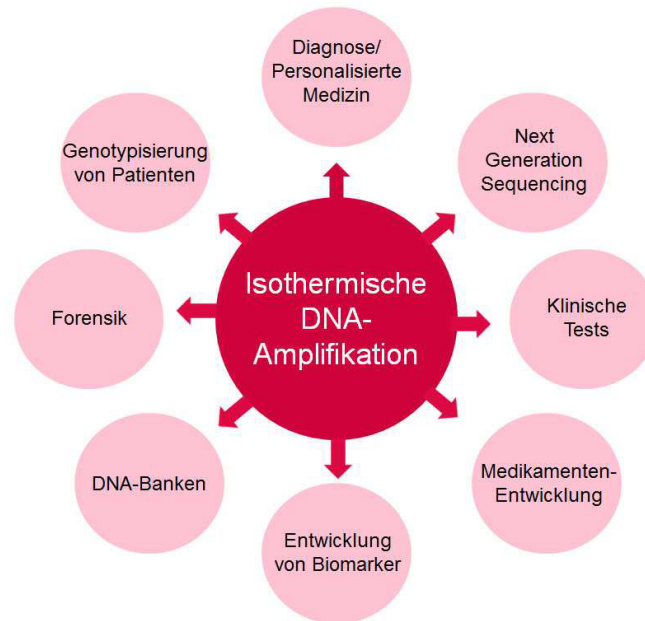 Diagnose/
Personalisierte
Medizin
Next
Generation
Sequencing
Klinische
Tests
Medikamenten-
Entwicklung
Entwicklung
von Biomarker
DNA-Banken
Forensik
Genotypisierung
von Patienten
Isothermische
DNA-
Amplifikation